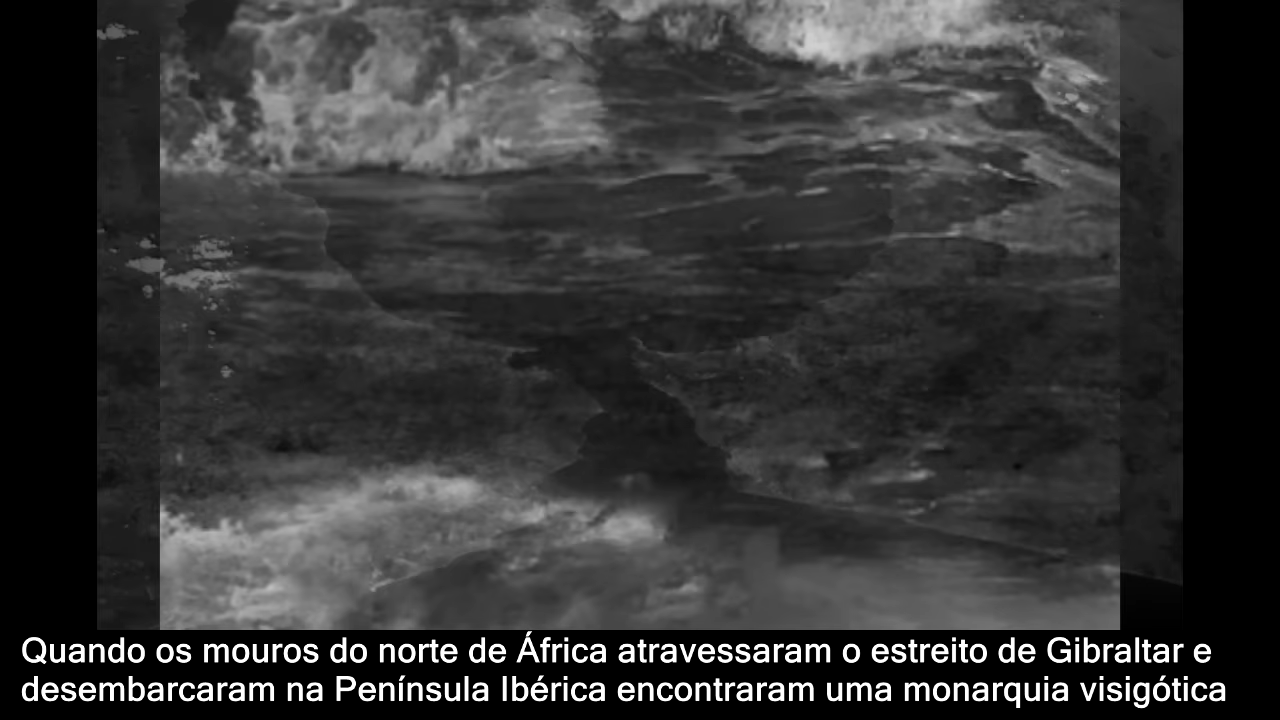 Quando os mouros do norte de África atravessaram o estreito de Gibraltar e
desembarcaram na Península Ibérica encontraram uma monarquia visigótica